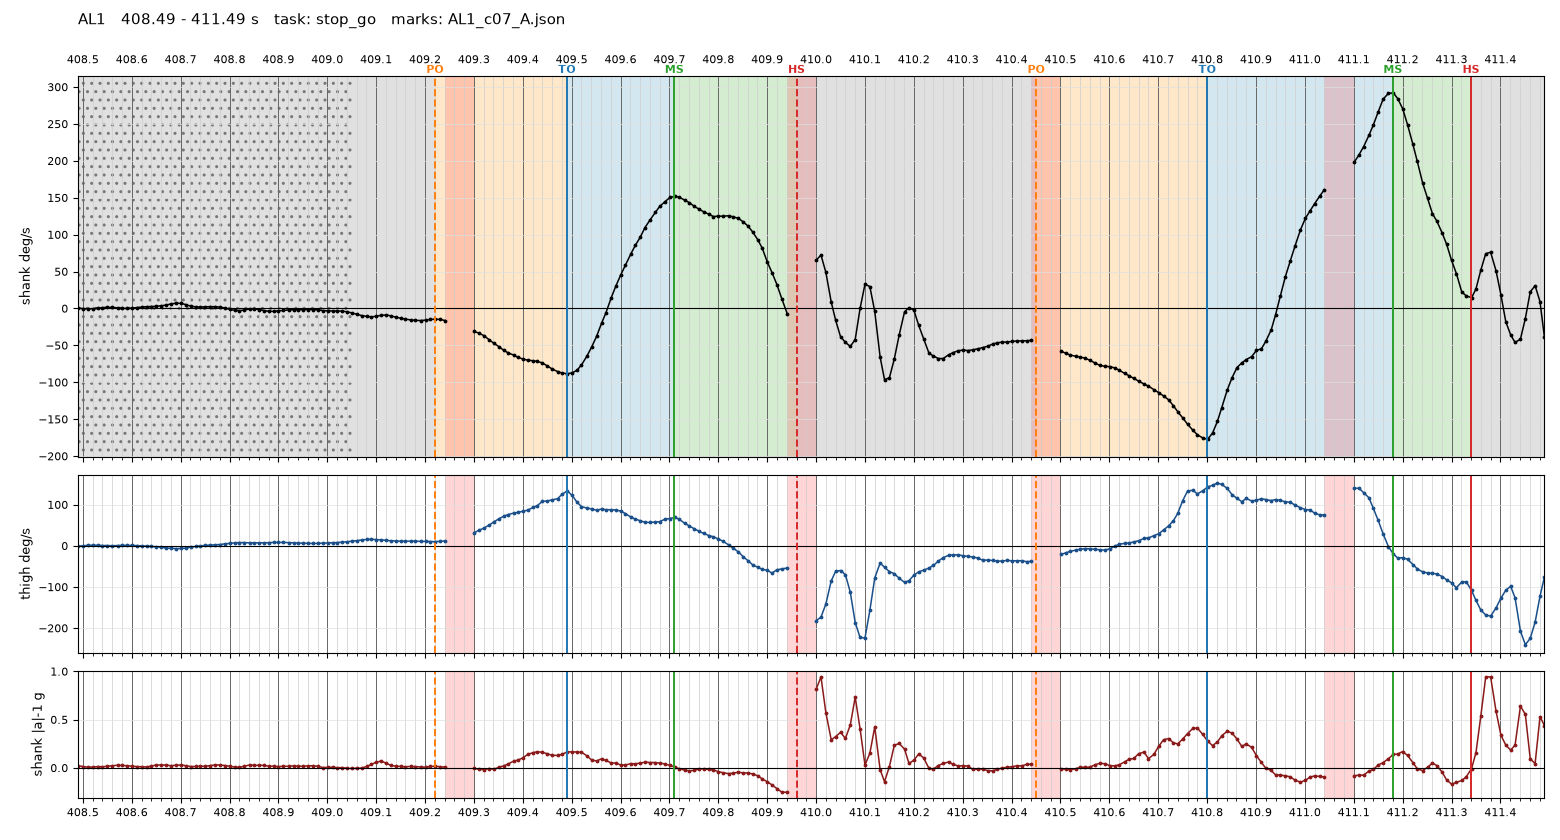 AL1   408.49 - 411.49 s   task: stop_go   marks: AL1_c07_A.json
408.5 408.6 408.7 408.8 408.9 409.0 409.1 409.2 409.3 409.4 409.5 409.6 409.7 409.8 409.9 410.0 410.1 410.2 410.3 410.4 410.5 410.6 410.7 410.8 410.9 411.0 411.1 411.2 411.3 411.4
PO TO MS HS PO TO MS HS
300
250
200
150
100
50
0
−50
−100
−150
−200
shank deg/s
100
0
−100
−200
thigh deg/s
1.0
0.5
0.0
shank |a|-1 g
408.5 408.6 408.7 408.8 408.9 409.0 409.1 409.2 409.3 409.4 409.5 409.6 409.7 409.8 409.9 410.0 410.1 410.2 410.3 410.4 410.5 410.6 410.7 410.8 410.9 411.0 411.1 411.2 411.3 411.4